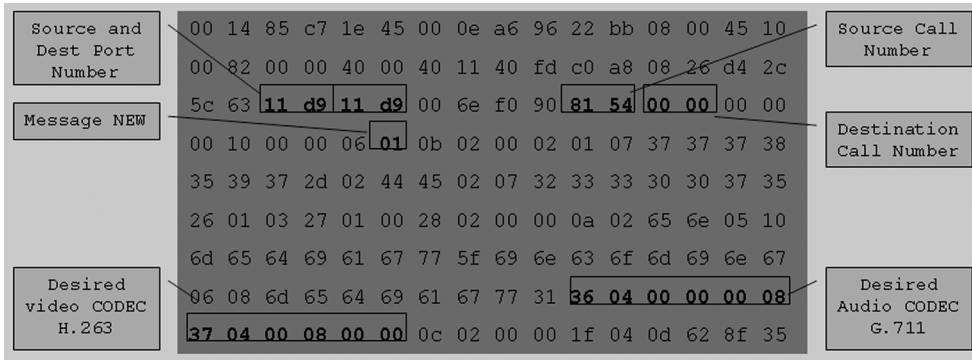 Source and
Dest Port
Number
Message NEW
Desired
video CODEC
H.263
00 14 85 c7 1e 45 00 0e a6 96 22 bb 08 00 45 10
00 82 00 00 40 00 40 11 40 fd c0 a8 08 26 d4 2c
5c 63 11 d9 11 d9 00 6e f0 90 81 54 00 00 00 00
00 10 00 00 06 01 0b 02 00 02 01 07 37 37 37 38
35 39 37 2d 02 44 45 02 07 32 33 33 30 30 37 35
26 01 03 27 01 00 28 02 00 00 0a 02 65 6e 05 10
6d 65 64 69 61 67 77 5f 69 6e 63 6f 6d 69 6e 67
06 08 6d 65 64 69 61 67 77 31 36 04 00 00 00 08
37 04 00 08 00 00 0c 02 00 00 1f 04 0d 62 8f 35
Source Call
Number
Destination
Call Number
Desired
Audio CODEC
G.711